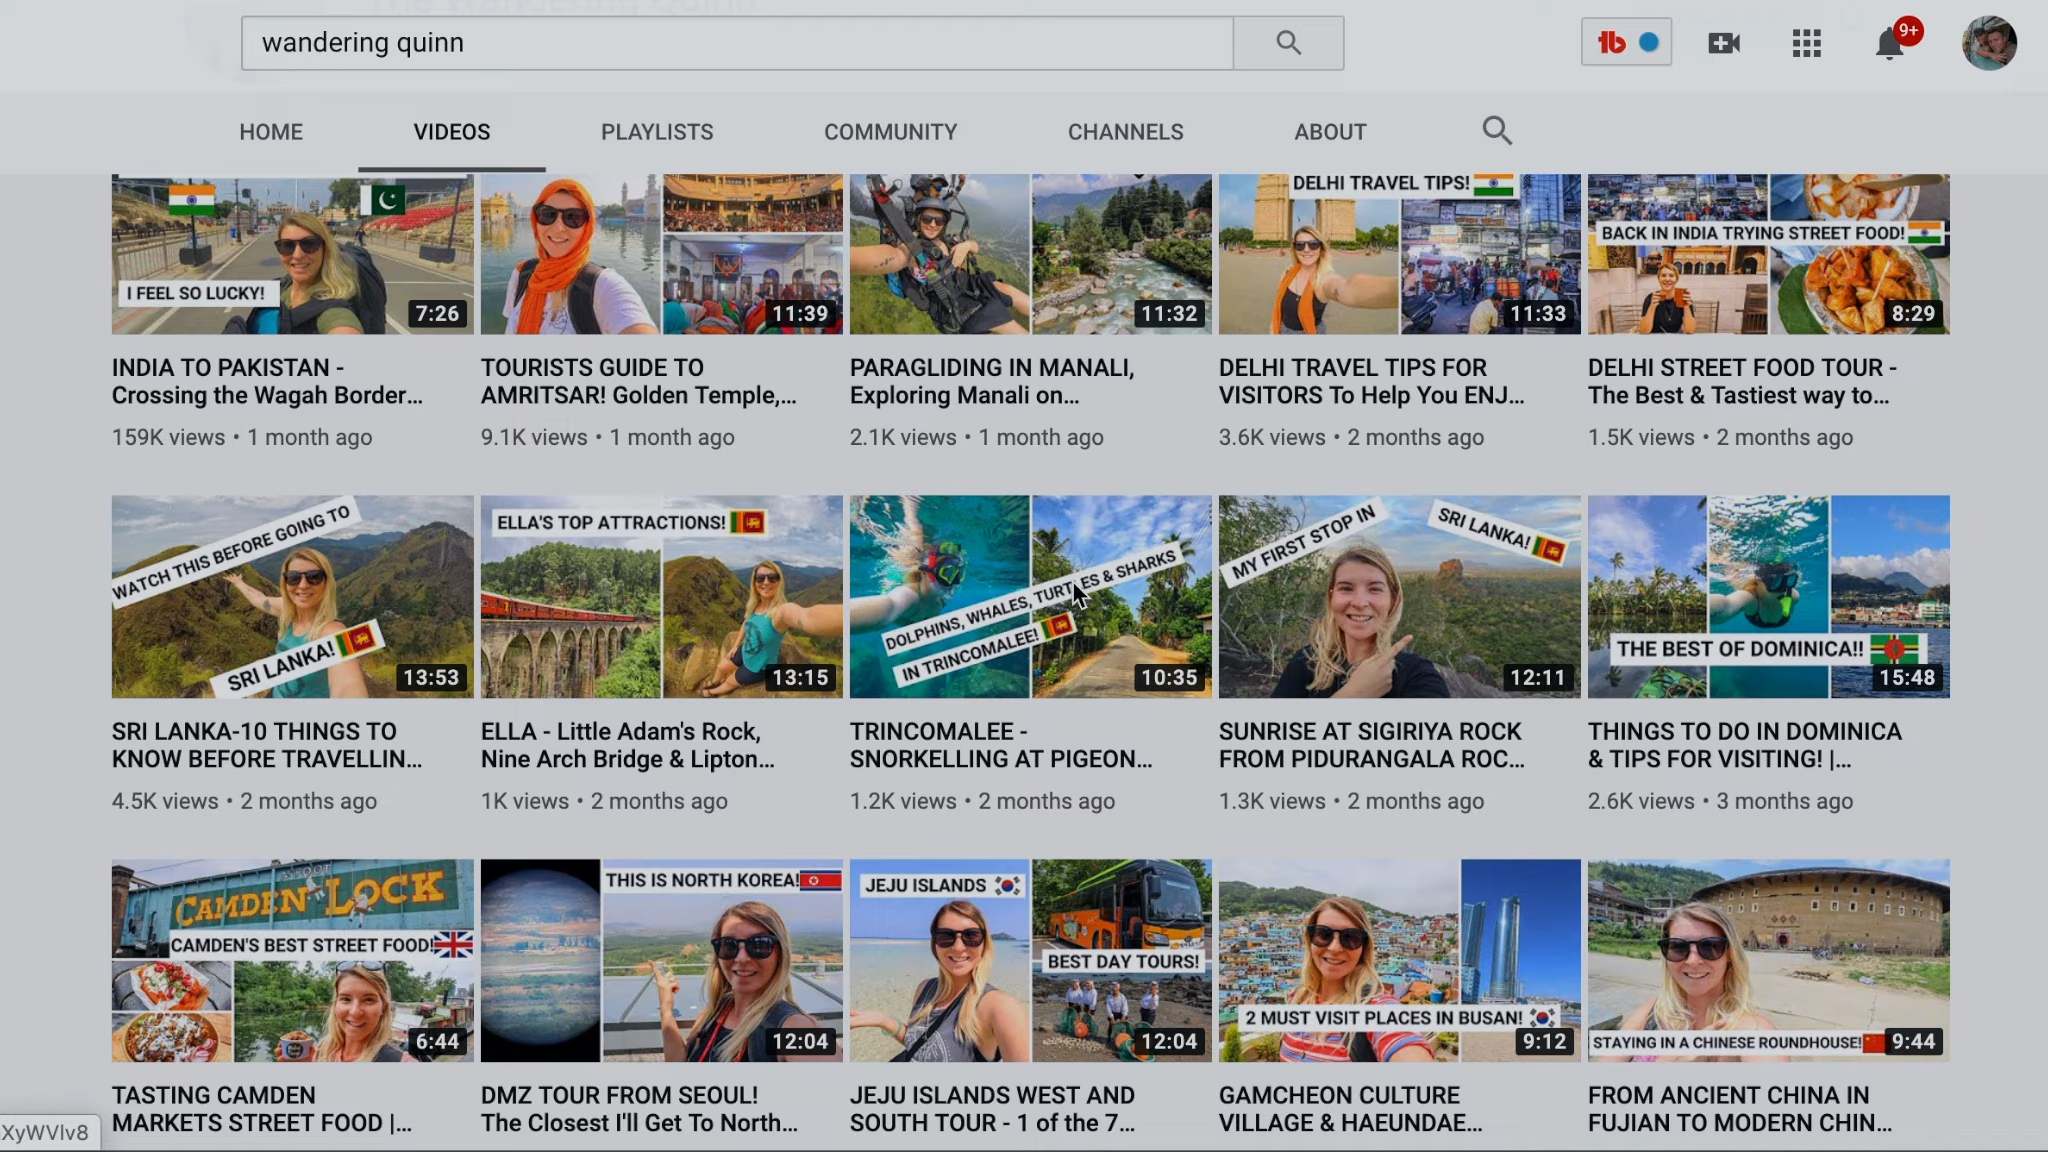 wandering quinn
9+
HOME VIDEOS PLAYLISTS COMMUNITY CHANNELS ABOUT
I FEEL SO LUCKY!
7:26
11:39
11:32
DELHI TRAVEL TIPS!
11:33
BACK IN INDIA TRYING STREET FOOD!
8:29
INDIA TO PAKISTAN -
Crossing the Wagah Border...
159K views • 1 month ago
TOURISTS GUIDE TO
AMRITSAR! Golden Temple,...
9.1K views • 1 month ago
PARAGLIDING IN MANALI,
Exploring Manali on...
2.1K views • 1 month ago
DELHI TRAVEL TIPS FOR
VISITORS To Help You ENJ...
3.6K views • 2 months ago
DELHI STREET FOOD TOUR -
The Best & Tastiest way to...
1.5K views • 2 months ago
WATCH THIS BEFORE GOING TO
SRI LANKA!
13:53
ELLA'S TOP ATTRACTIONS!
13:15
DOLPHINS, WHALES, TURTLES & SHARKS
IN TRINCOMALEE!
10:35
MY FIRST STOP IN
SRI LANKA!
12:11
THE BEST OF DOMINICA!!
15:48
SRI LANKA-10 THINGS TO
KNOW BEFORE TRAVELLIN...
4.5K views • 2 months ago
ELLA - Little Adam's Rock,
Nine Arch Bridge & Lipton...
1K views • 2 months ago
TRINCOMALEE -
SNORKELLING AT PIGEON...
1.2K views • 2 months ago
SUNRISE AT SIGIRIYA ROCK
FROM PIDURANGALA ROC...
1.3K views • 2 months ago
THINGS TO DO IN DOMINICA
& TIPS FOR VISITING! |...
2.6K views • 3 months ago
CAMDEN LOCK
CAMDEN'S BEST STREET FOOD!
6:44
THIS IS NORTH KOREA!
12:04
JEJU ISLANDS
BEST DAY TOURS!
12:04
2 MUST VISIT PLACES IN BUSAN!
9:12
STAYING IN A CHINESE ROUNDHOUSE!
9:44
TASTING CAMDEN
MARKETS STREET FOOD |...
DMZ TOUR FROM SEOUL!
The Closest I'll Get To North...
JEJU ISLANDS WEST AND
SOUTH TOUR - 1 of the 7...
GAMCHEON CULTURE
VILLAGE & HAEUNDAE...
FROM ANCIENT CHINA IN
FUJIAN TO MODERN CHIN...